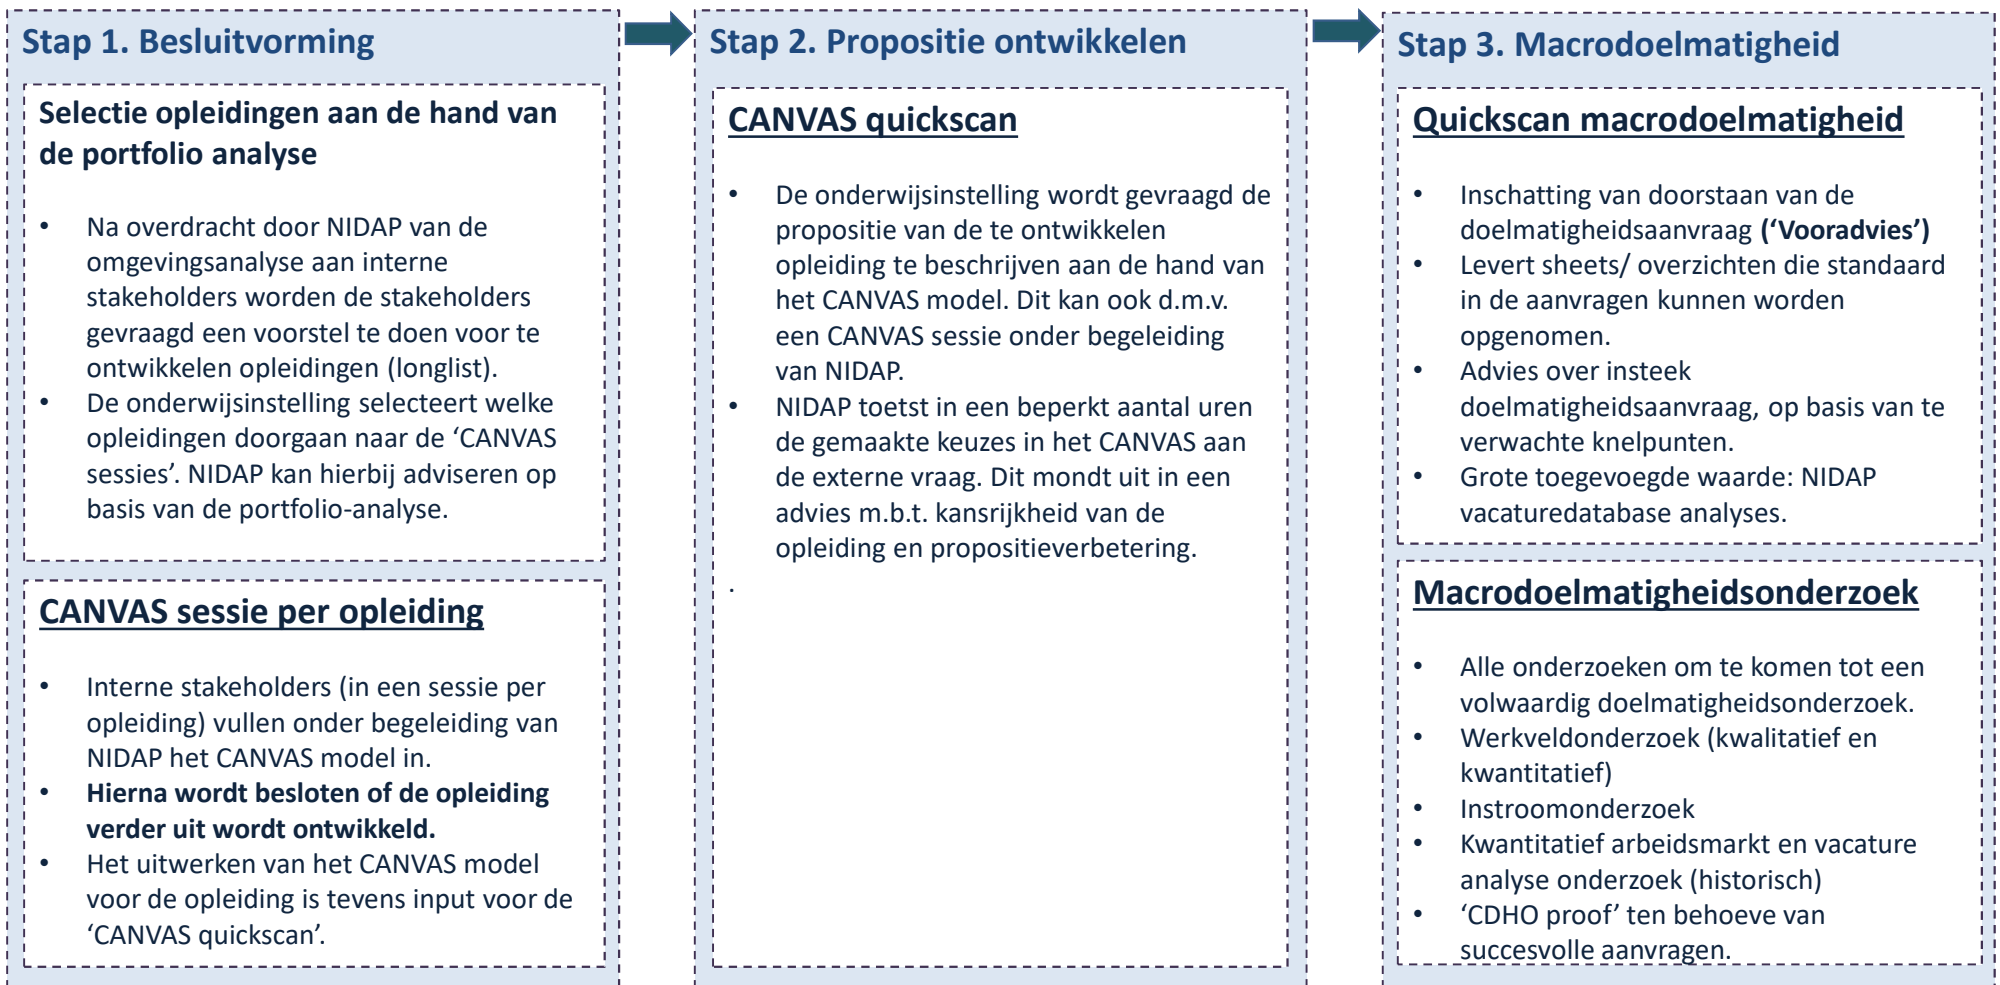 Stap 1. Besluitvorming
Selectie opleidingen aan de hand van
de portfolio analyse
• Na overdracht door NIDAP van de
omgevingsanalyse aan interne
stakeholders worden de stakeholders
gevraagd een voorstel te doen voor te
ontwikkelen opleidingen (longlist).
• De onderwijsinstelling selecteert welke
opleidingen doorgaan naar de ‘CANVAS
sessies’. NIDAP kan hierbij adviseren op
basis van de portfolio-analyse.
CANVAS sessie per opleiding
• Interne stakeholders (in een sessie per
opleiding) vullen onder begeleiding van
NIDAP het CANVAS model in.
• Hierna wordt besloten of de opleiding
verder uit wordt ontwikkeld.
• Het uitwerken van het CANVAS model
voor de opleiding is tevens input voor de
‘CANVAS quickscan’.
Stap 2. Propositie ontwikkelen
CANVAS quickscan
• De onderwijsinstelling wordt gevraagd de
propositie van de te ontwikkelen
opleiding te beschrijven aan de hand van
het CANVAS model. Dit kan ook d.m.v.
een CANVAS sessie onder begeleiding
van NIDAP.
• NIDAP toetst in een beperkt aantal uren
de gemaakte keuzes in het CANVAS aan
de externe vraag. Dit mondt uit in een
advies m.b.t. kansrijkheid van de
opleiding en propositieverbetering.
.
Stap 3. Macrodoelmatigheid
Quickscan macrodoelmatigheid
• Inschatting van doorstaan van de
doelmatigheidsaanvraag (‘Vooradvies’)
• Levert sheets/ overzichten die standaard
in de aanvragen kunnen worden
opgenomen.
• Advies over insteek
doelmatigheidsaanvraag, op basis van te
verwachte knelpunten.
• Grote toegevoegde waarde: NIDAP
vacaturedatabase analyses.
Macrodoelmatigheidsonderzoek
• Alle onderzoeken om te komen tot een
volwaardig doelmatigheidsonderzoek.
• Werkveldonderzoek (kwalitatief en
kwantitatief)
• Instroomonderzoek
• Kwantitatief arbeidsmarkt en vacature
analyse onderzoek (historisch)
• ‘CDHO proof’ ten behoeve van
succesvolle aanvragen.